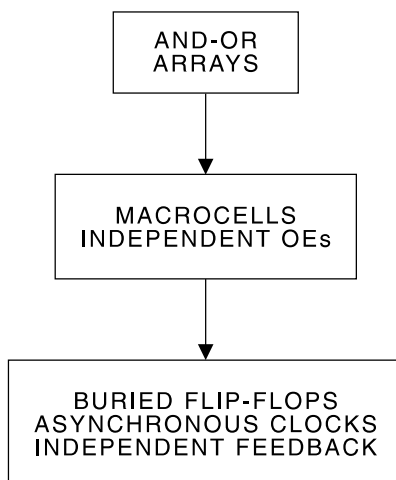 AND-OR
ARRAYS
MACROCELLS
INDEPENDENT OEs
BURIED FLIP-FLOPS
ASYNCHRONOUS CLOCKS
INDEPENDENT FEEDBACK